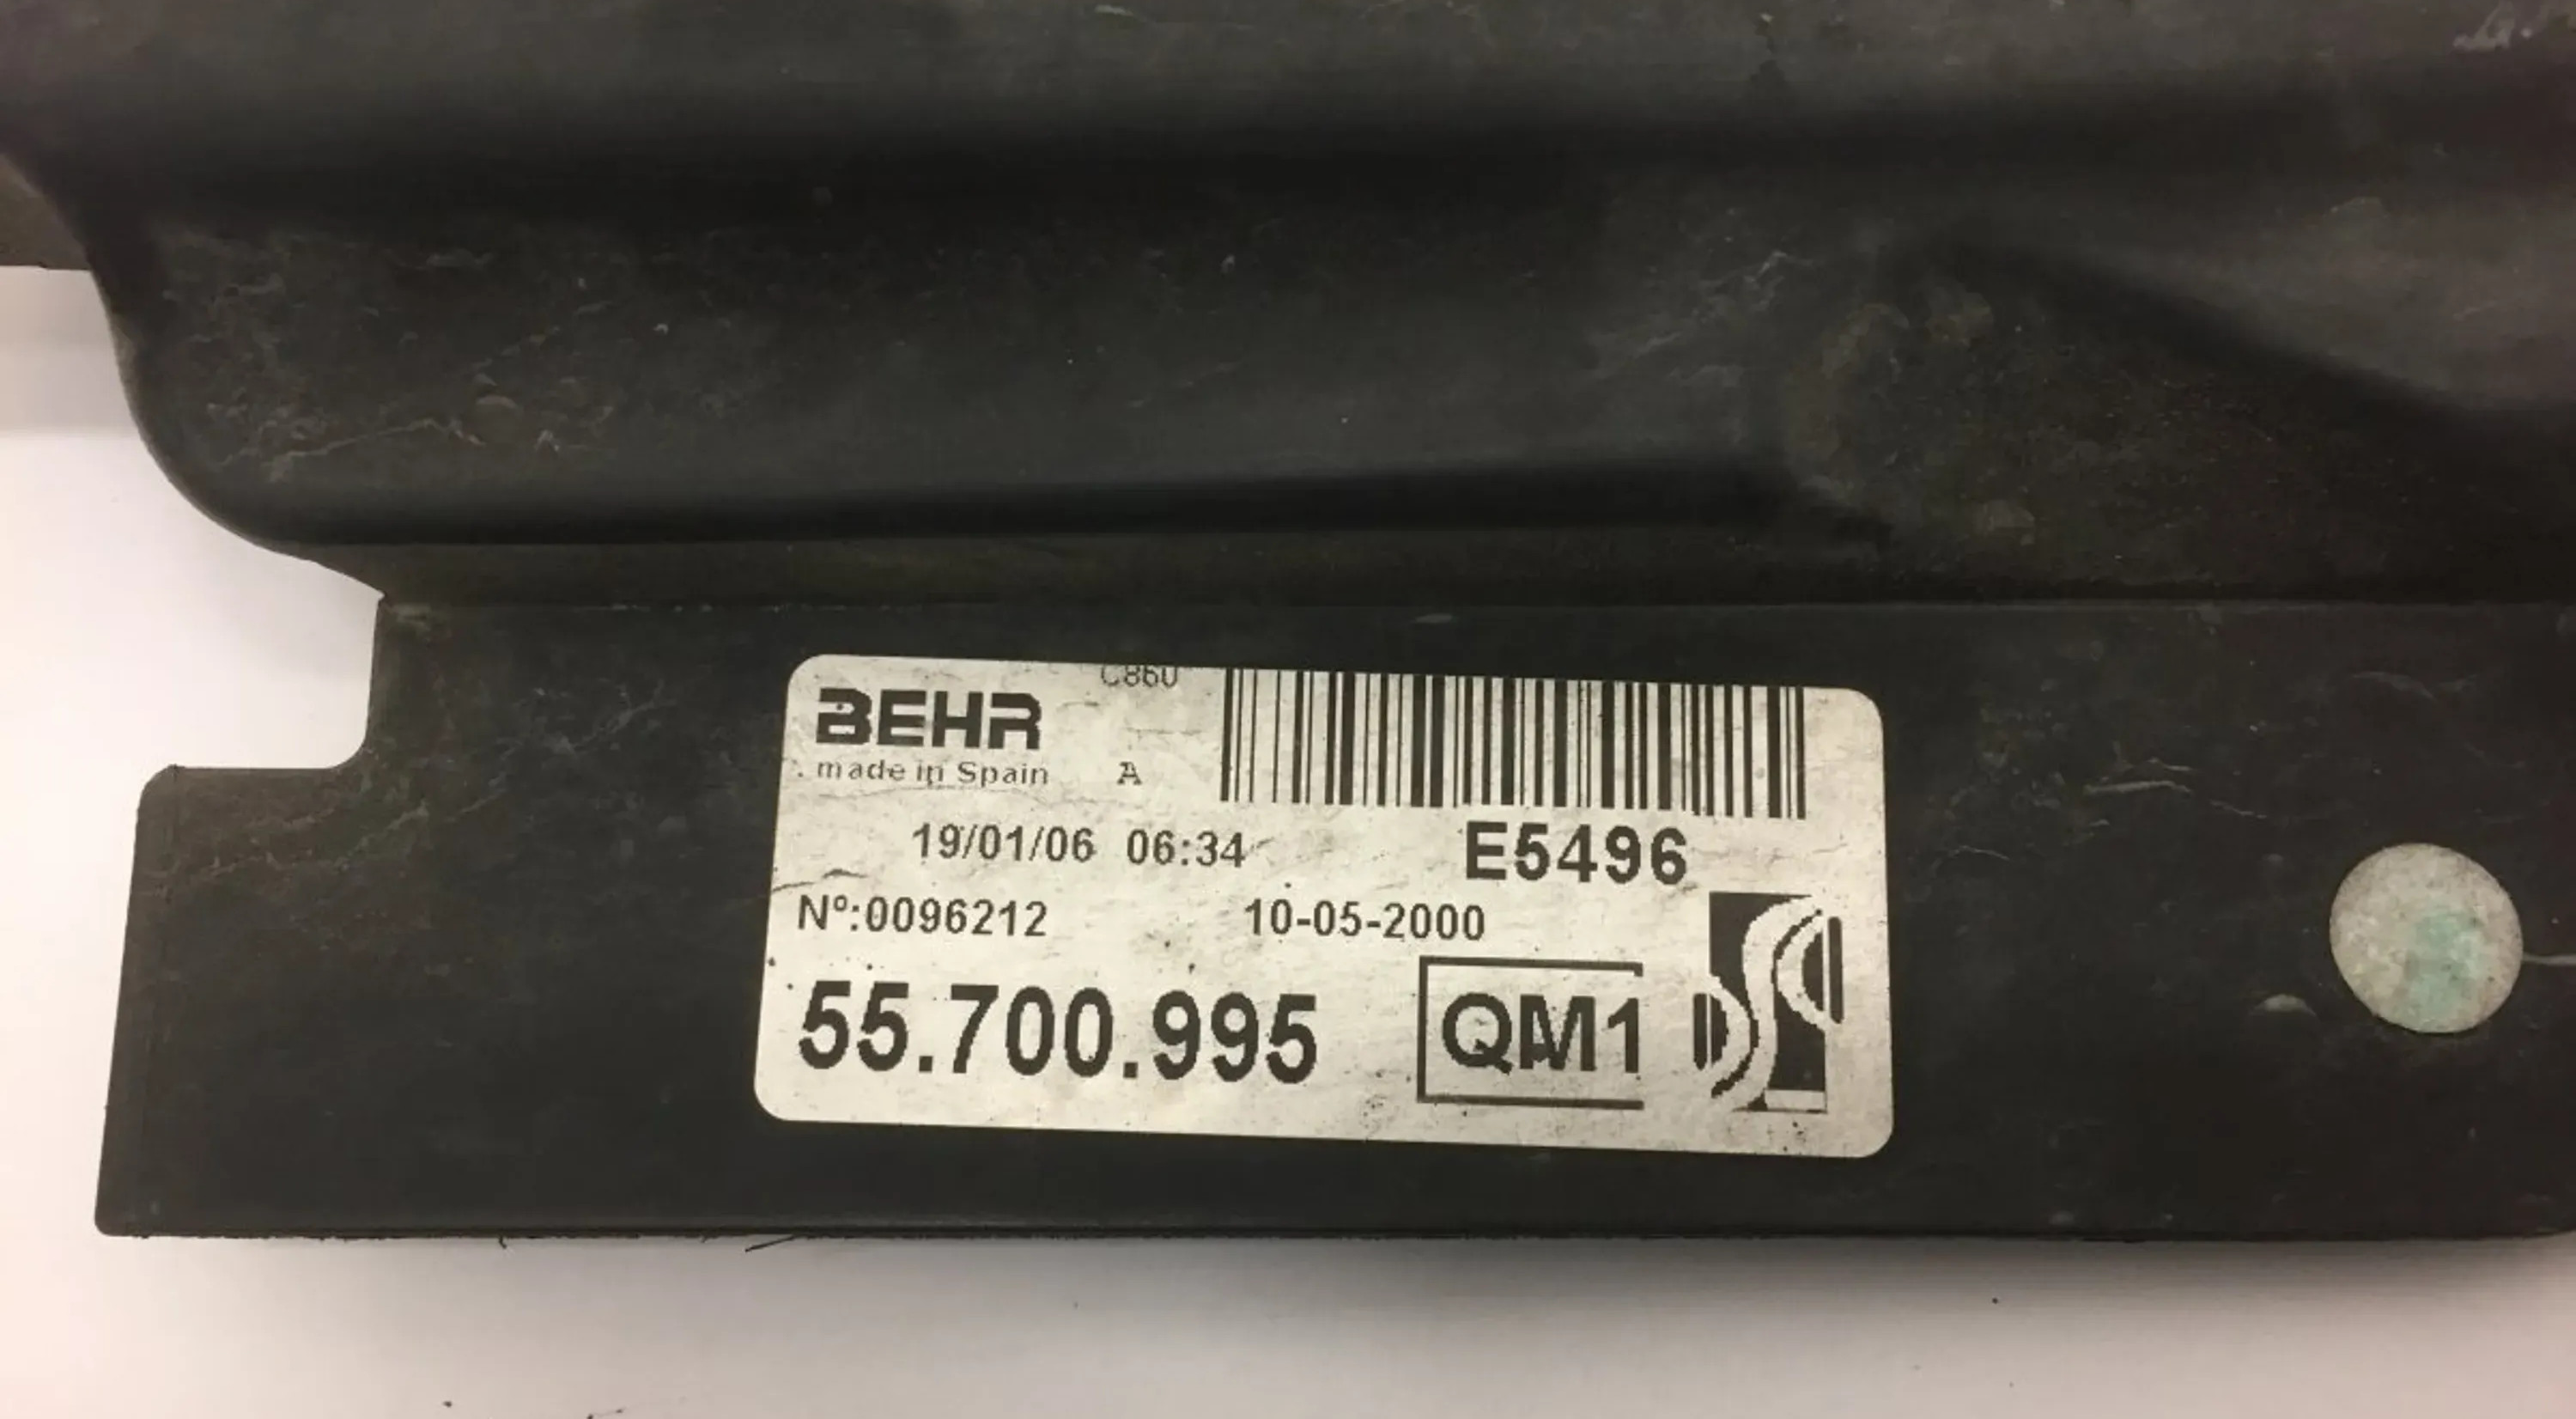 C860
BEHR
made in Spain A
19/01/06 06:34 E5496
Nº:0096212 10-05-2000
55.700.995 QM1